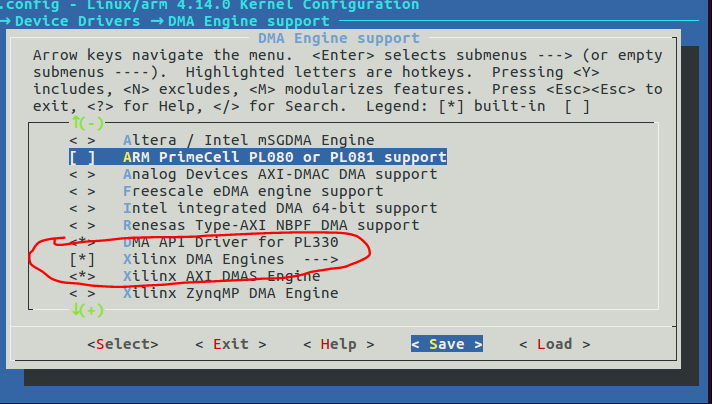 .config - Linux/arm 4.14.0 Kernel Configuration
→Device Drivers →DMA Engine support
DMA Engine support
Arrow keys navigate the menu.  <Enter> selects submenus ---> (or empty
submenus ----).  Highlighted letters are hotkeys.  Pressing <Y>
includes, <N> excludes, <M> modularizes features.  Press <Esc><Esc> to
exit, <?> for Help, </> for Search.  Legend: [*] built-in  [ ]
↑(-)
< >   Altera / Intel mSGDMA Engine
[ ]   ARM PrimeCell PL080 or PL081 support
< >   Analog Devices AXI-DMAC DMA support
< >   Freescale eDMA engine support
< >   Intel integrated DMA 64-bit support
< >   Renesas Type-AXI NBPF DMA support
<*>   DMA API Driver for PL330
[*]   Xilinx DMA Engines  --->
<*>   Xilinx AXI DMAS Engine
< >   Xilinx ZynqMP DMA Engine
↓(+)
<Select>    < Exit >    < Help >    < Save >    < Load >